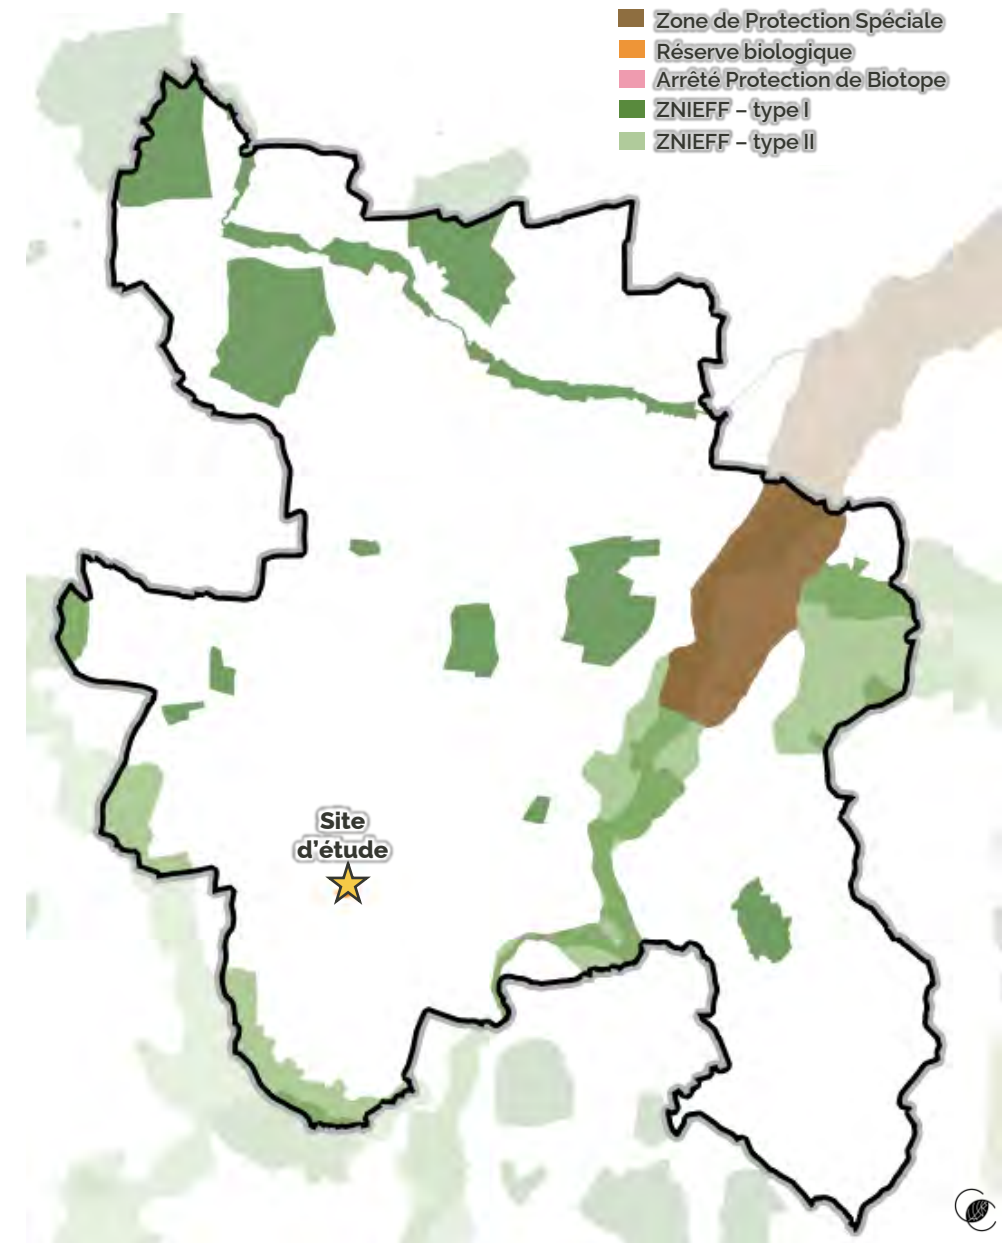 Zone de Protection Spéciale
Réserve biologique
Arrêté Protection de Biotope
ZNIEFF – type I
ZNIEFF – type II
Site
d'étude